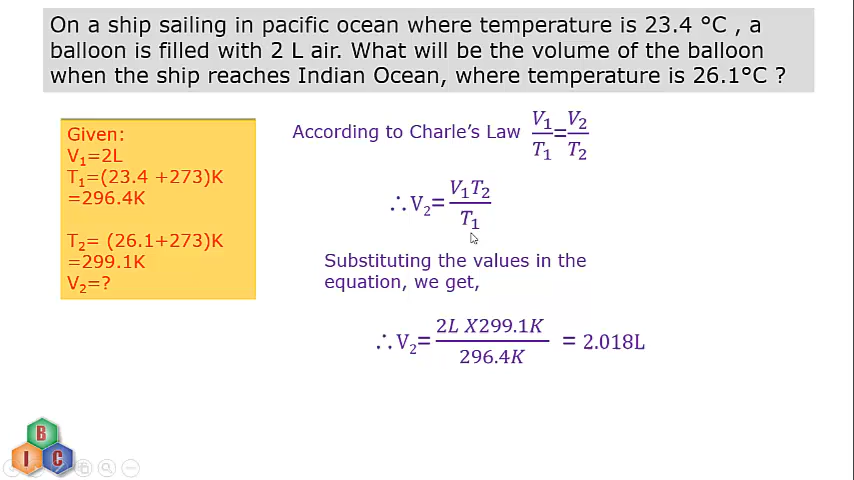 On a ship sailing in pacific ocean where temperature is 23.4 °C , a
balloon is filled with 2 L air. What will be the volume of the balloon
when the ship reaches Indian Ocean, where temperature is 26.1°C ?
Given:
V₁=2L
T₁=(23.4 +273)K
=296.4K
T₂= (26.1+273)K
=299.1K
V₂=?
According to Charle's Law V₁/T₁=V₂/T₂
∴V₂=V₁T₂/T₁
Substituting the values in the
equation, we get,
∴V₂=2L X299.1K/296.4K = 2.018L
B
I C